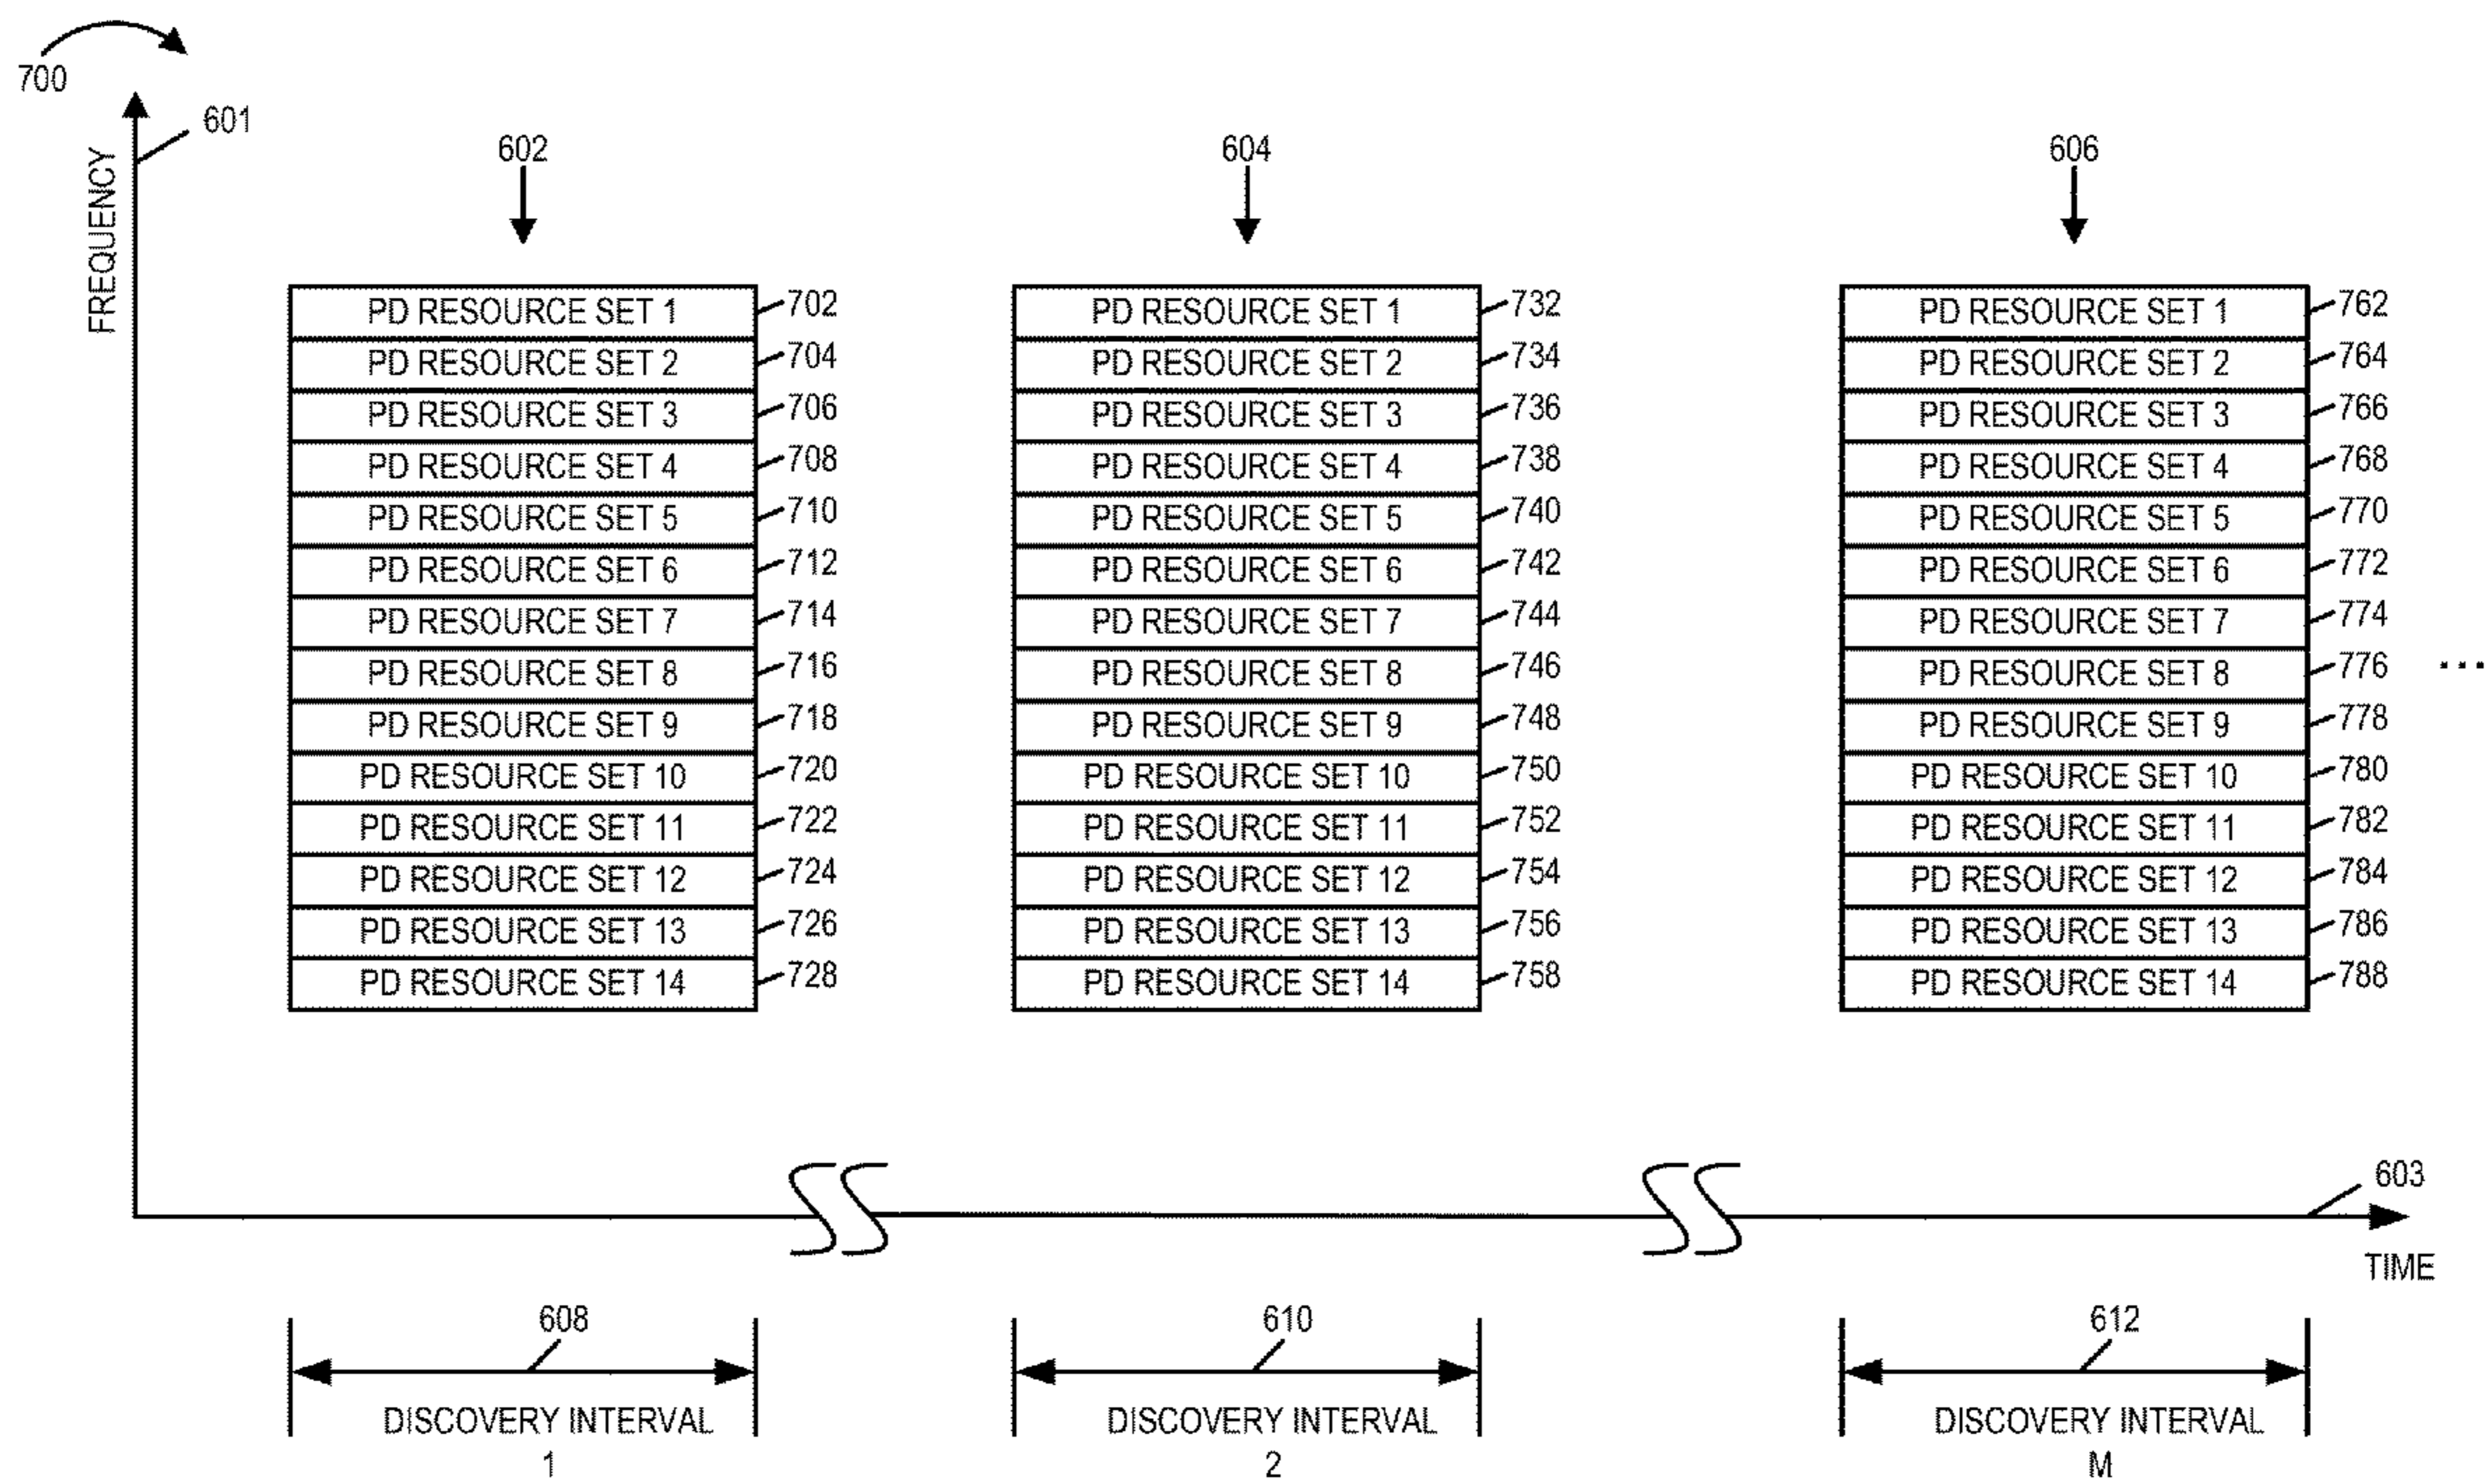 700
601
FREQUENCY
602
604
606
PD RESOURCE SET 1 702
PD RESOURCE SET 2 704
PD RESOURCE SET 3 706
PD RESOURCE SET 4 708
PD RESOURCE SET 5 710
PD RESOURCE SET 6 712
PD RESOURCE SET 7 714
PD RESOURCE SET 8 716
PD RESOURCE SET 9 718
PD RESOURCE SET 10 720
PD RESOURCE SET 11 722
PD RESOURCE SET 12 724
PD RESOURCE SET 13 726
PD RESOURCE SET 14 728
PD RESOURCE SET 1 732
PD RESOURCE SET 2 734
PD RESOURCE SET 3 736
PD RESOURCE SET 4 738
PD RESOURCE SET 5 740
PD RESOURCE SET 6 742
PD RESOURCE SET 7 744
PD RESOURCE SET 8 746
PD RESOURCE SET 9 748
PD RESOURCE SET 10 750
PD RESOURCE SET 11 752
PD RESOURCE SET 12 754
PD RESOURCE SET 13 756
PD RESOURCE SET 14 758
PD RESOURCE SET 1 762
PD RESOURCE SET 2 764
PD RESOURCE SET 3 766
PD RESOURCE SET 4 768
PD RESOURCE SET 5 770
PD RESOURCE SET 6 772
PD RESOURCE SET 7 774
PD RESOURCE SET 8 776
PD RESOURCE SET 9 778
PD RESOURCE SET 10 780
PD RESOURCE SET 11 782
PD RESOURCE SET 12 784
PD RESOURCE SET 13 786
PD RESOURCE SET 14 788
...
603
TIME
608
DISCOVERY INTERVAL
1
610
DISCOVERY INTERVAL
2
612
DISCOVERY INTERVAL
M